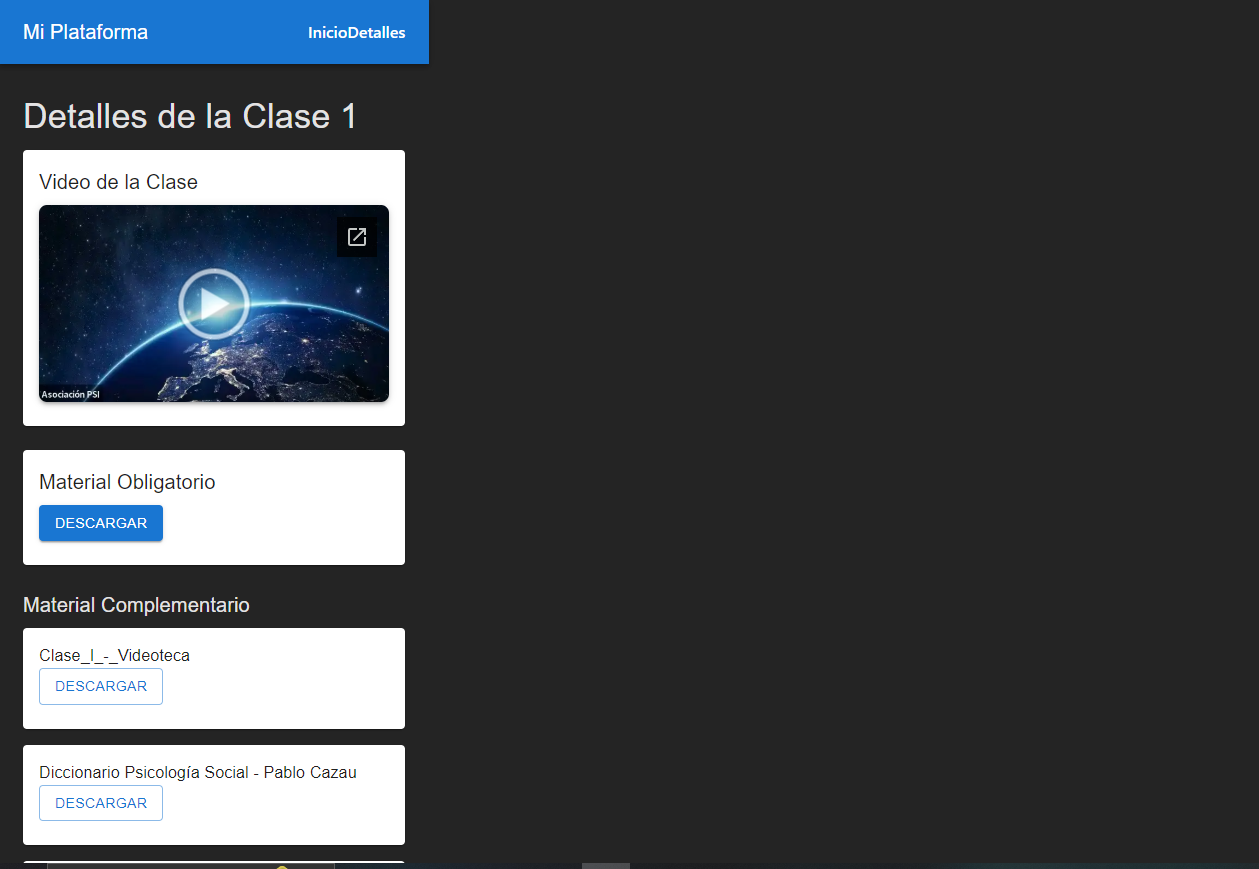 Mi Plataforma
InicioDetalles
Detalles de la Clase 1
Video de la Clase
Asociación PSI
Material Obligatorio
DESCARGAR
Material Complementario
Clase_I_-_Videoteca
DESCARGAR
Diccionario Psicología Social - Pablo Cazau
DESCARGAR